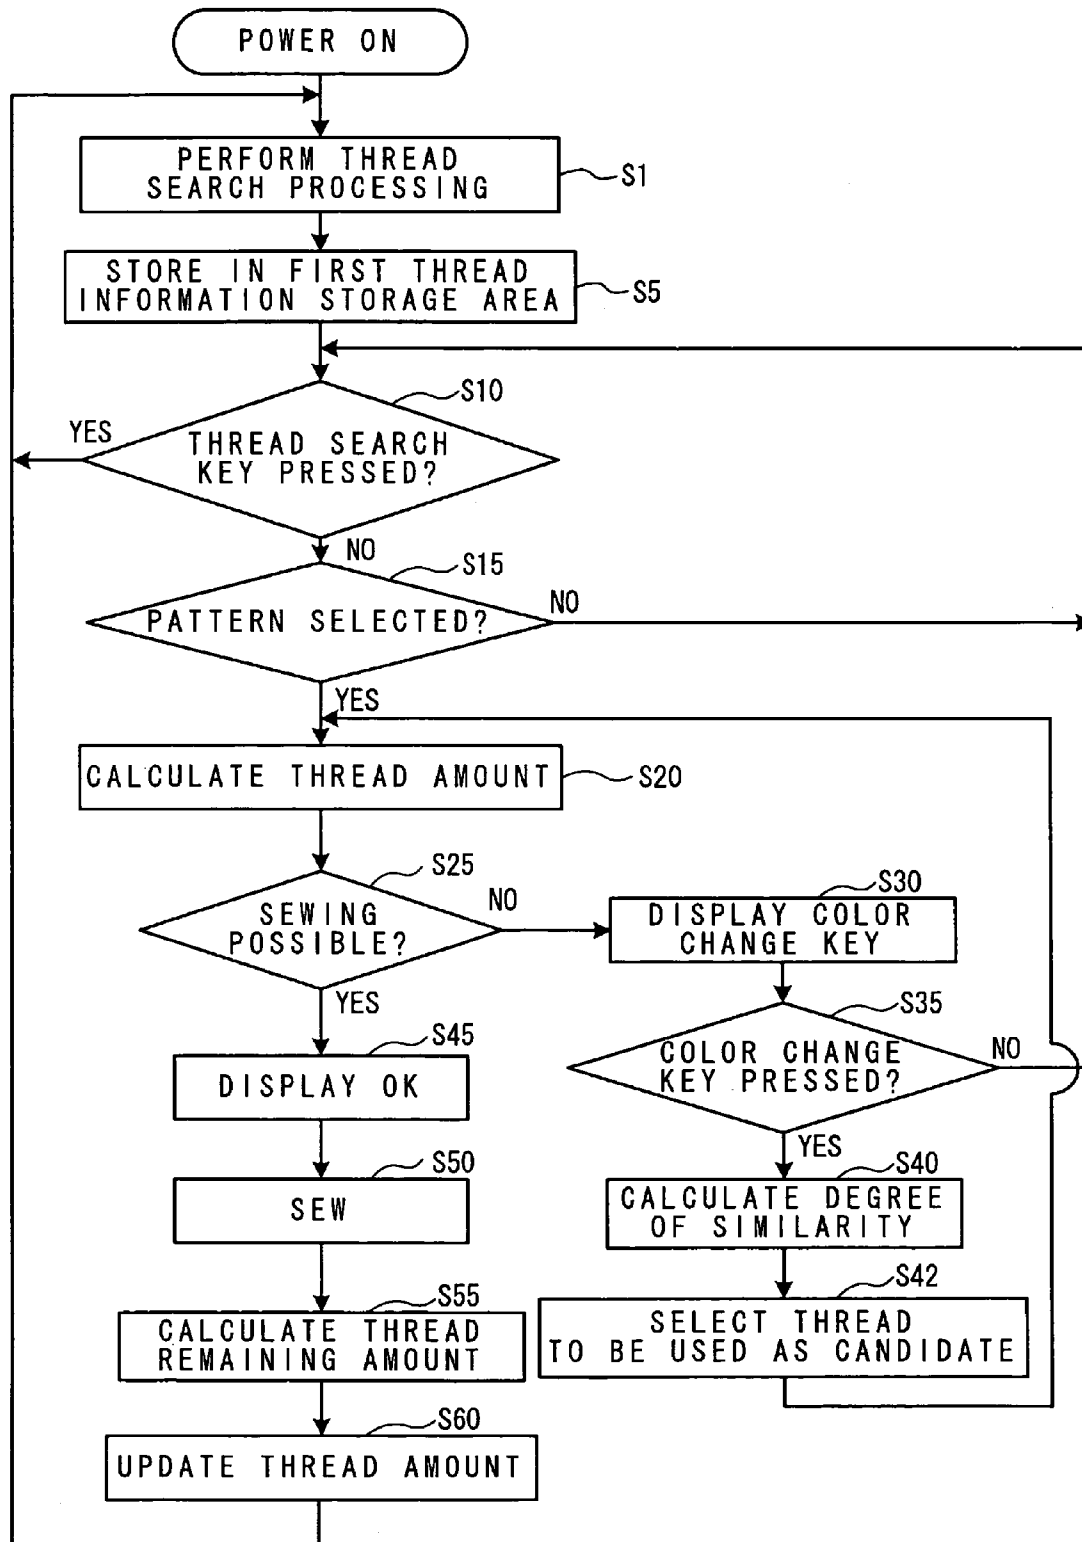 POWER ON
PERFORM THREAD
SEARCH PROCESSING
S1
STORE IN FIRST THREAD
INFORMATION STORAGE AREA
S5
S10
YES
THREAD SEARCH
KEY PRESSED?
NO
S15
PATTERN SELECTED?
NO
YES
CALCULATE THREAD AMOUNT
S20
S25
SEWING
POSSIBLE?
NO
YES
S30
DISPLAY COLOR
CHANGE KEY
S35
COLOR CHANGE
KEY PRESSED?
NO
YES
S45
DISPLAY OK
S40
CALCULATE DEGREE
OF SIMILARITY
S50
SEW
S42
SELECT THREAD
TO BE USED AS CANDIDATE
S55
CALCULATE THREAD
REMAINING AMOUNT
S60
UPDATE THREAD AMOUNT